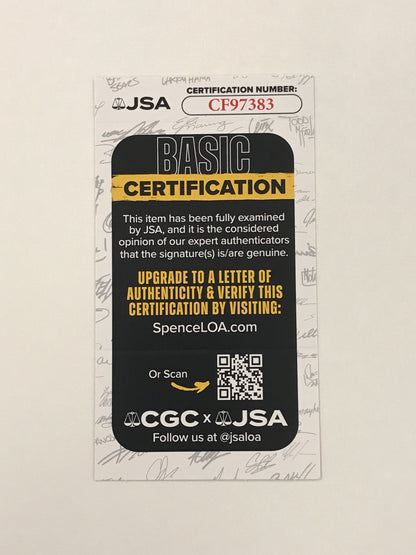 CERTIFICATION NUMBER:
JSA
CF97383
BASIC
CERTIFICATION
This item has been fully examined
by JSA, and it is the considered
opinion of our expert authenticators
that the signature(s) is/are genuine.
UPGRADE TO A LETTER OF
AUTHENTICITY & VERIFY THIS
CERTIFICATION BY VISITING:
SpenceLOA.com
Or Scan
CGC x JSA
Follow us at @jsaloa